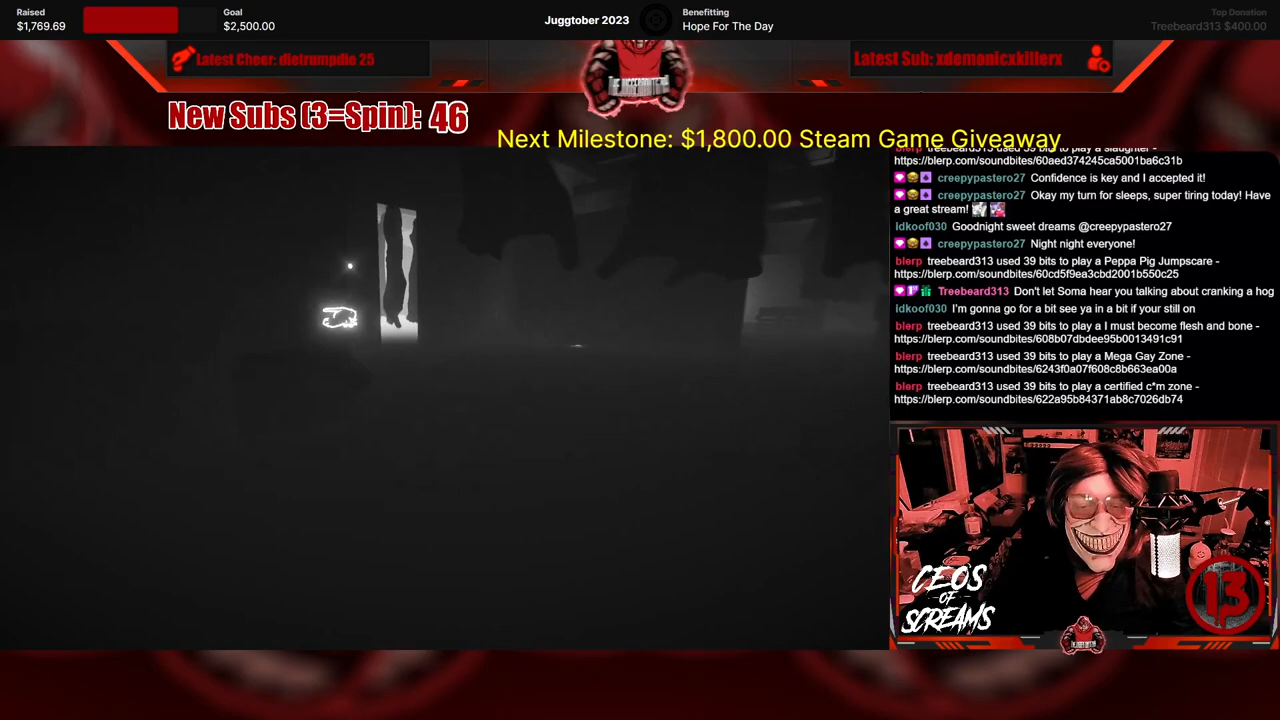 Raised
$1,769.69
Goal
$2,500.00
Juggtober 2023
Benefitting
Hope For The Day
Top Donation
Treebeard313 $400.00
Latest Cheer: dietrumpdie 25
Latest Sub: xdemonicxkillerx
New Subs (3=Spin): 46
Next Milestone: $1,800.00 Steam Game Giveaway
blerp treebeard313 used 39 bits to play a slaughter -
https://blerp.com/soundbites/60aed374245ca5001ba6c31b
creepypastero27 Confidence is key and I accepted it!
creepypastero27 Okay my turn for sleeps, super tiring today! Have
a great stream!
Idkoof030 Goodnight sweet dreams @creepypastero27
creepypastero27 Night night everyone!
blerp treebeard313 used 39 bits to play a Peppa Pig Jumpscare -
https://blerp.com/soundbites/60cd5f9ea3cbd2001b550c25
Treebeard313 Don't let Soma hear you talking about cranking a hog
Idkoof030 I'm gonna go for a bit see ya in a bit if your still on
blerp treebeard313 used 39 bits to play a I must become flesh and bone -
https://blerp.com/soundbites/608b07dbdee95b0013491c91
blerp treebeard313 used 39 bits to play a Mega Gay Zone -
https://blerp.com/soundbites/6243f0a07f608c8b663ea00a
blerp treebeard313 used 39 bits to play a certified c*m zone -
https://blerp.com/soundbites/622a95b84371ab8c7026db74
CEOS
OF
SCREAMS
13